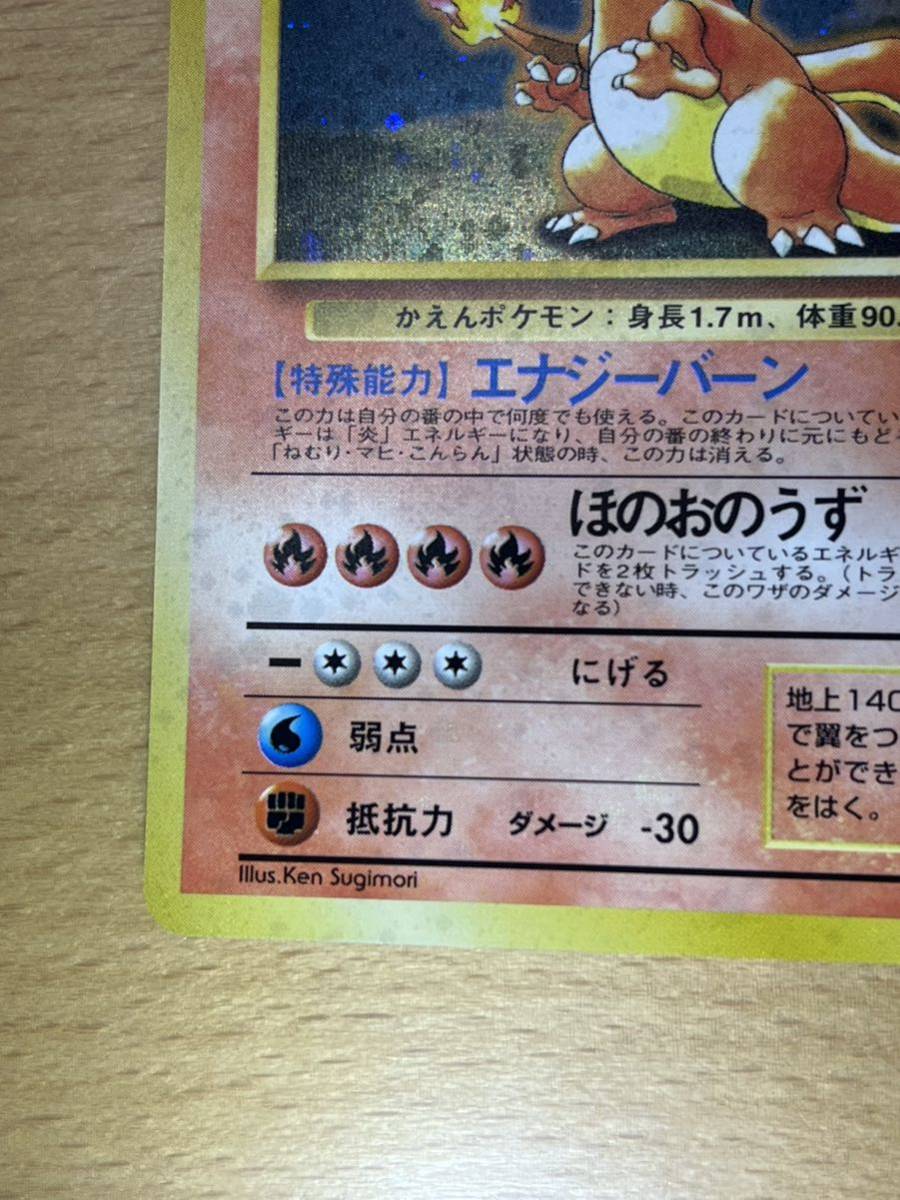 かえんポケモン：身長1.7m、体重90.
【特殊能力】エナジーバーン
この力は自分の番の中で何度でも使える。このカードについてい
ギーは「炎」エネルギーになり、自分の番の終わりに元にもど
「ねむり・マヒ・こんらん」状態の時、この力は消える。
ほのおのうず
このカードについているエネルギ
ドを2枚トラッシュする。（トラ
できない時、このワザのダメージ
なる）
ー にげる
弱点
抵抗力 ダメージ -30
地上140
で翼をつ
とができ
をはく。
Illus.Ken Sugimori